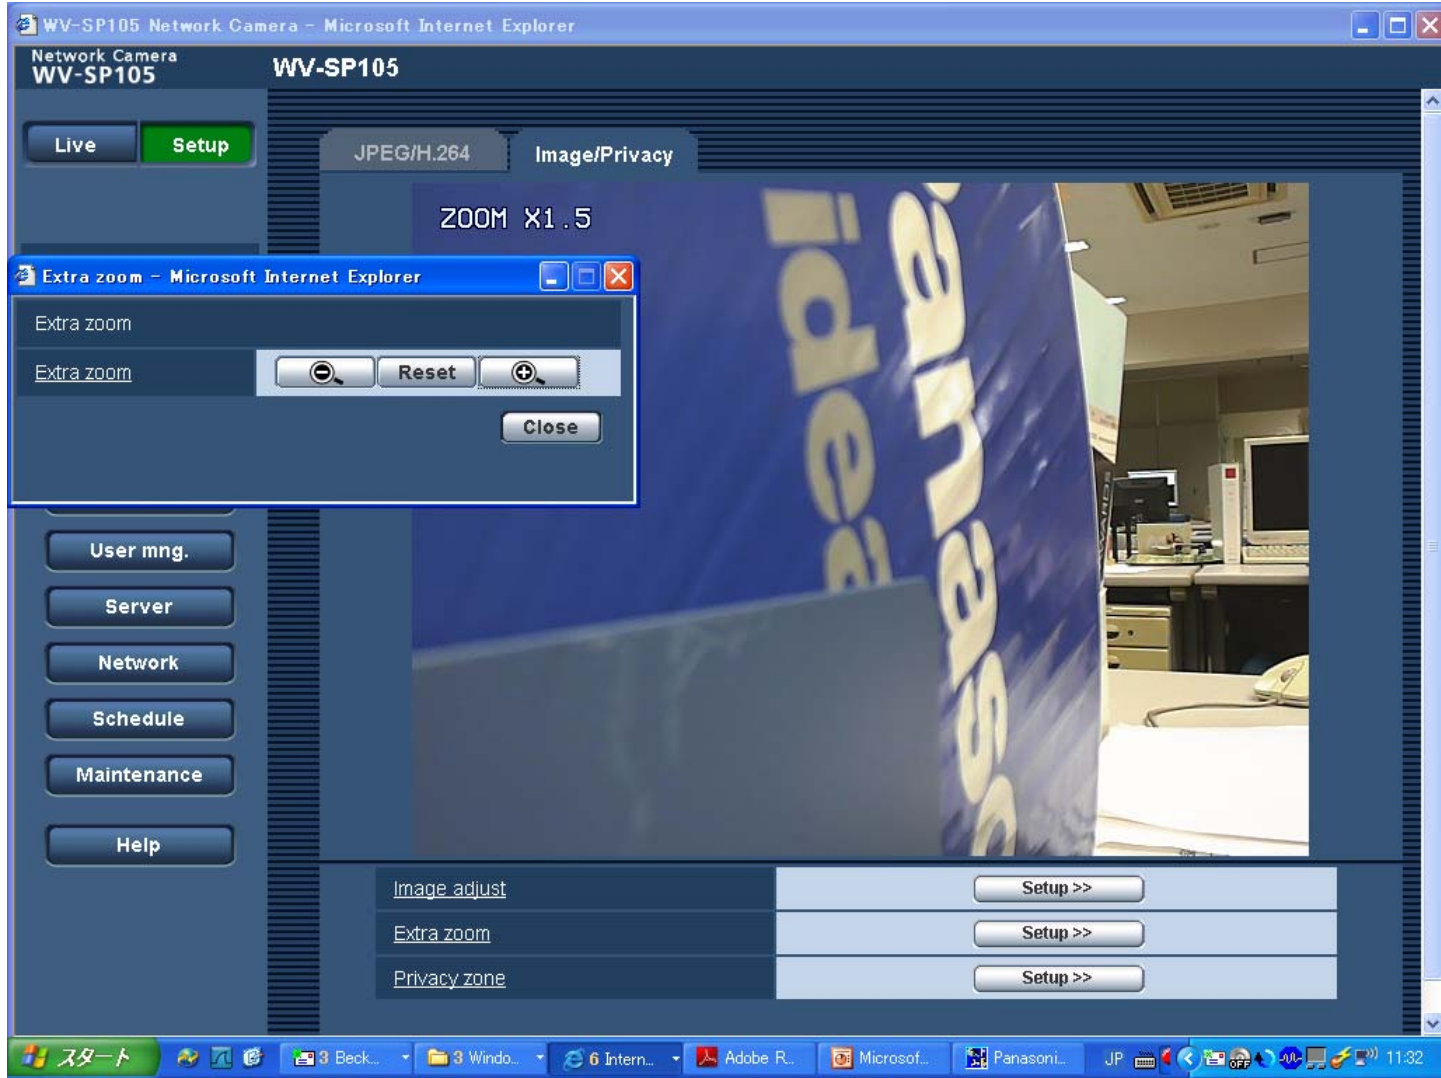 WV-SP105 Network Camera - Microsoft Internet Explorer
Network Camera
WV-SP105
WV-SP105
Live
Setup
JPEG/H.264
Image/Privacy
ZOOM X1.5
idea
Extra zoom - Microsoft Internet Explorer
Extra zoom
Extra zoom
Reset
Close
User mng.
Server
Network
Schedule
Maintenance
Help
Image adjust
Setup >>
Extra zoom
Setup >>
Privacy zone
Setup >>
スタート
3 Beck...
3 Windo...
6 Intern...
Adobe R...
Microsof...
Panasoni...
JP
OFF
11:32